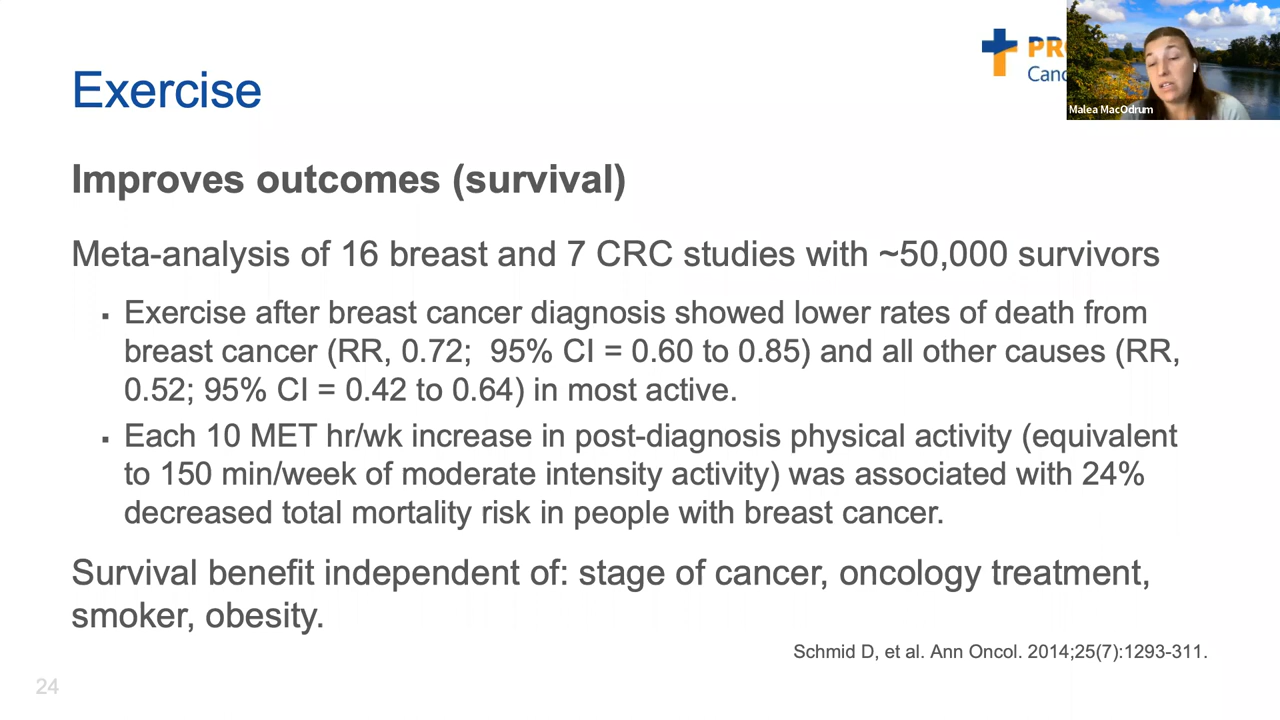 PR
Canc
Malea MacOdrum
Exercise
Improves outcomes (survival)
Meta-analysis of 16 breast and 7 CRC studies with ~50,000 survivors
▪ Exercise after breast cancer diagnosis showed lower rates of death from
breast cancer (RR, 0.72; 95% CI = 0.60 to 0.85) and all other causes (RR,
0.52; 95% CI = 0.42 to 0.64) in most active.
▪ Each 10 MET hr/wk increase in post-diagnosis physical activity (equivalent
to 150 min/week of moderate intensity activity) was associated with 24%
decreased total mortality risk in people with breast cancer.
Survival benefit independent of: stage of cancer, oncology treatment,
smoker, obesity.
Schmid D, et al. Ann Oncol. 2014;25(7):1293-311.
24